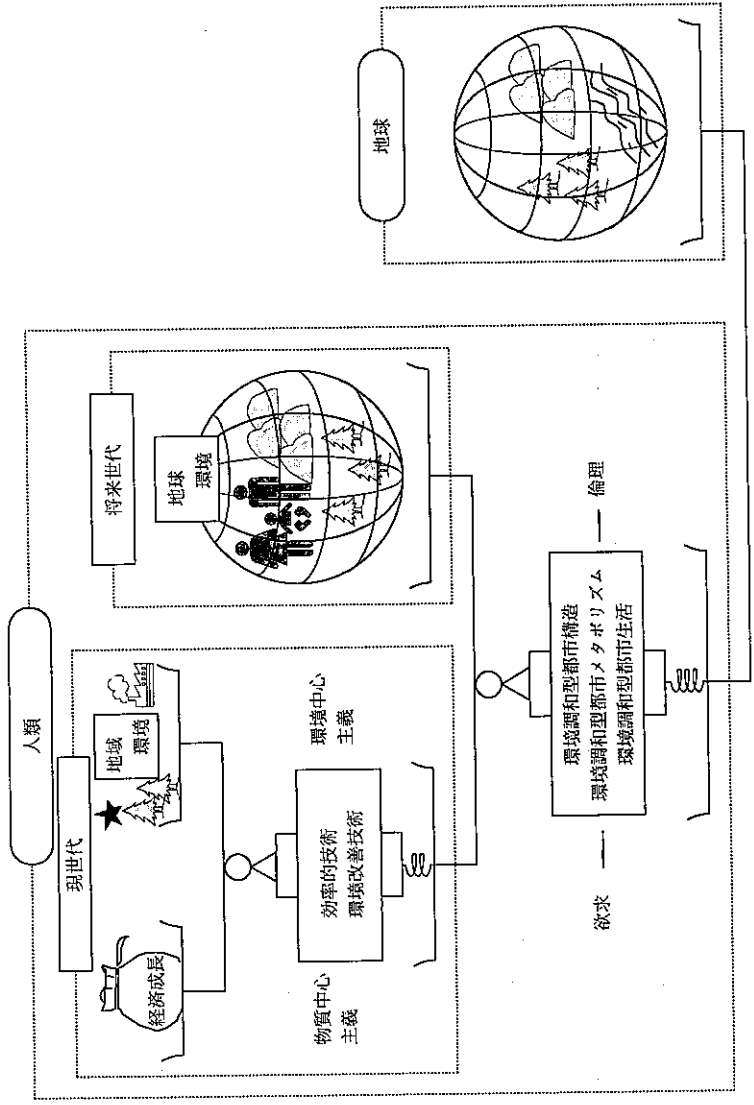 人類
現世代
経済成長
地域
環境
物質中心
主義
効率的技術
環境改善技術
環境中心
主義
将来世代
地球
環境
欲求
環境調和型都市構造
環境調和型都市メタボリズム
環境調和型都市生活
倫理
地球